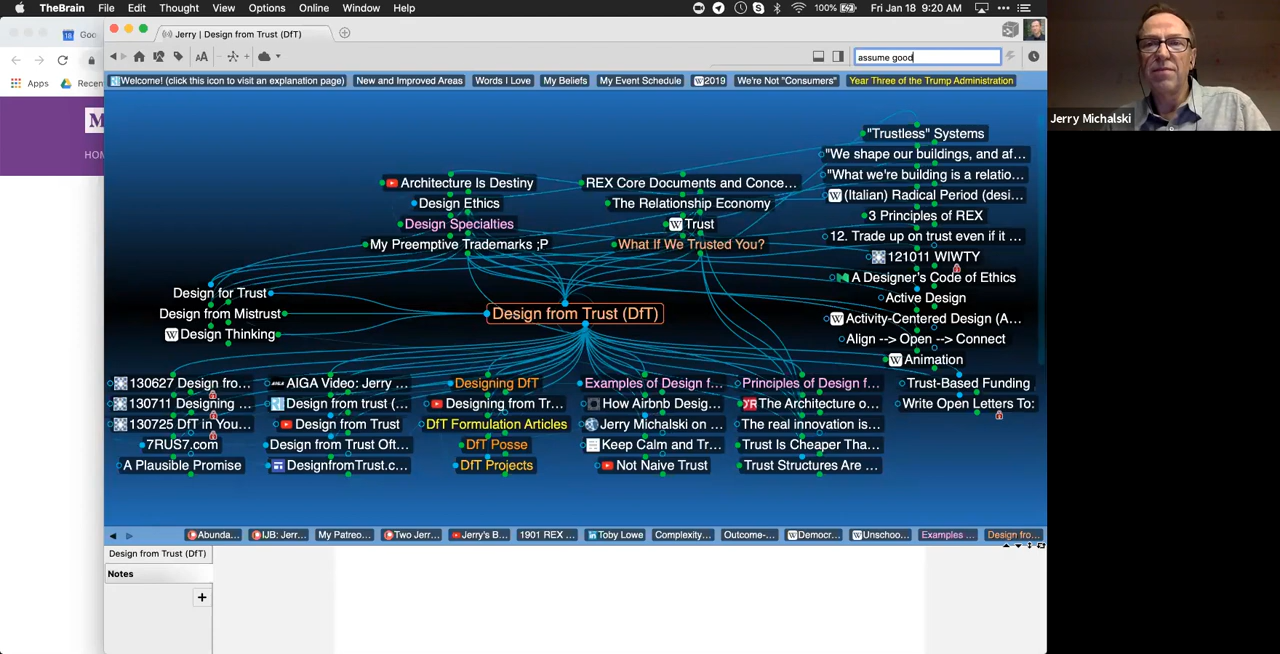 TheBrain File Edit Thought View Options Online Window Help 100% Fri Jan 18 9:20 AM
Goo
Jerry | Design from Trust (DfT)
AA
assume good
Apps Recen
Welcome! (click this icon to visit an explanation page) New and Improved Areas Words I Love My Beliefs My Event Schedule W 2019 We're Not "Consumers" Year Three of the Trump Administration
M
HOM
Jerry Michalski
"Trustless" Systems
"We shape our buildings, and af...
"What we're building is a relatio...
W (Italian) Radical Period (desi...
3 Principles of REX
12. Trade up on trust even if it ...
121011 WIWTY
A Designer's Code of Ethics
Active Design
W Activity-Centered Design (A...
Align --> Open --> Connect
W Animation
Architecture Is Destiny
Design Ethics
Design Specialties
My Preemptive Trademarks ;P
REX Core Documents and Conce...
The Relationship Economy
W Trust
What If We Trusted You?
Design for Trust
Design from Mistrust
W Design Thinking
Design from Trust (DfT)
130627 Design fro...
130711 Designing ...
130725 DfT in You...
7RUS7.com
A Plausible Promise
AIGA AIGA Video: Jerry ...
Design from trust (...
Design from Trust
Design from Trust Oft...
DesignfromTrust.c...
Designing DfT
Designing from Tr...
DfT Formulation Articles
DfT Posse
DfT Projects
Examples of Design f...
How Airbnb Desig...
Jerry Michalski on ...
Keep Calm and Tr...
Not Naive Trust
Principles of Design f...
YR The Architecture o...
The real innovation is...
Trust Is Cheaper Tha...
Trust Structures Are ...
Trust-Based Funding
Write Open Letters To:
Abunda... IJB: Jerr... My Patreo... Two Jerr... Jerry's B... 1901 REX ... in Toby Lowe Complexity... Outcome-... W Democr... W Unschoo... Examples ... Design fro...
Design from Trust (DfT)
Notes
+